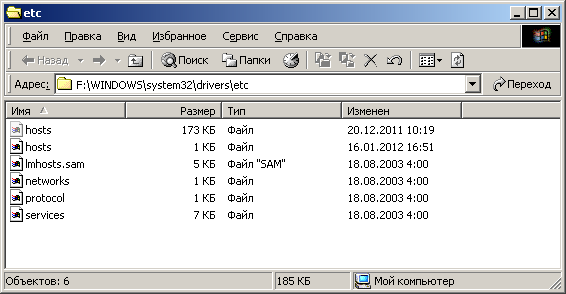 etc
Файл Правка Вид Избранное Сервис Справка
Назад Поиск Папки
Адрес: F:\WINDOWS\system32\drivers\etc Переход
Имя Размер Тип Изменен
hosts 173 КБ Файл 20.12.2011 10:19
hosts 1 КБ Файл 16.01.2012 16:51
lmhosts.sam 5 КБ Файл "SAM" 18.08.2003 4:00
networks 1 КБ Файл 18.08.2003 4:00
protocol 1 КБ Файл 18.08.2003 4:00
services 7 КБ Файл 18.08.2003 4:00
Объектов: 6 185 КБ Мой компьютер